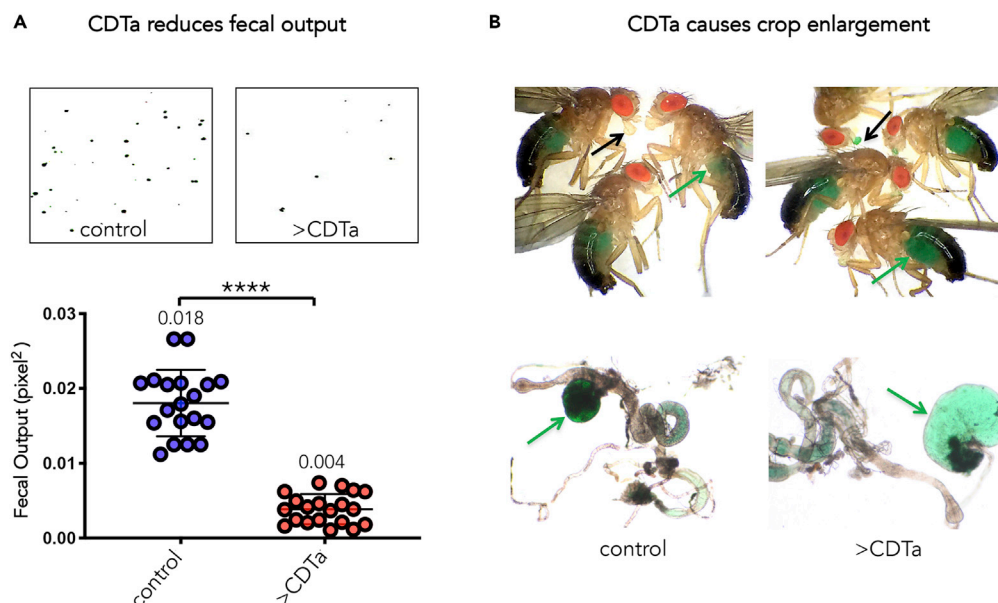 A
CDTa reduces fecal output
control
>CDTa
****
0.03
0.02
0.01
0.00
Fecal Output (pixel²)
0.018
0.004
control
>CDTa
B
CDTa causes crop enlargement
control
>CDTa